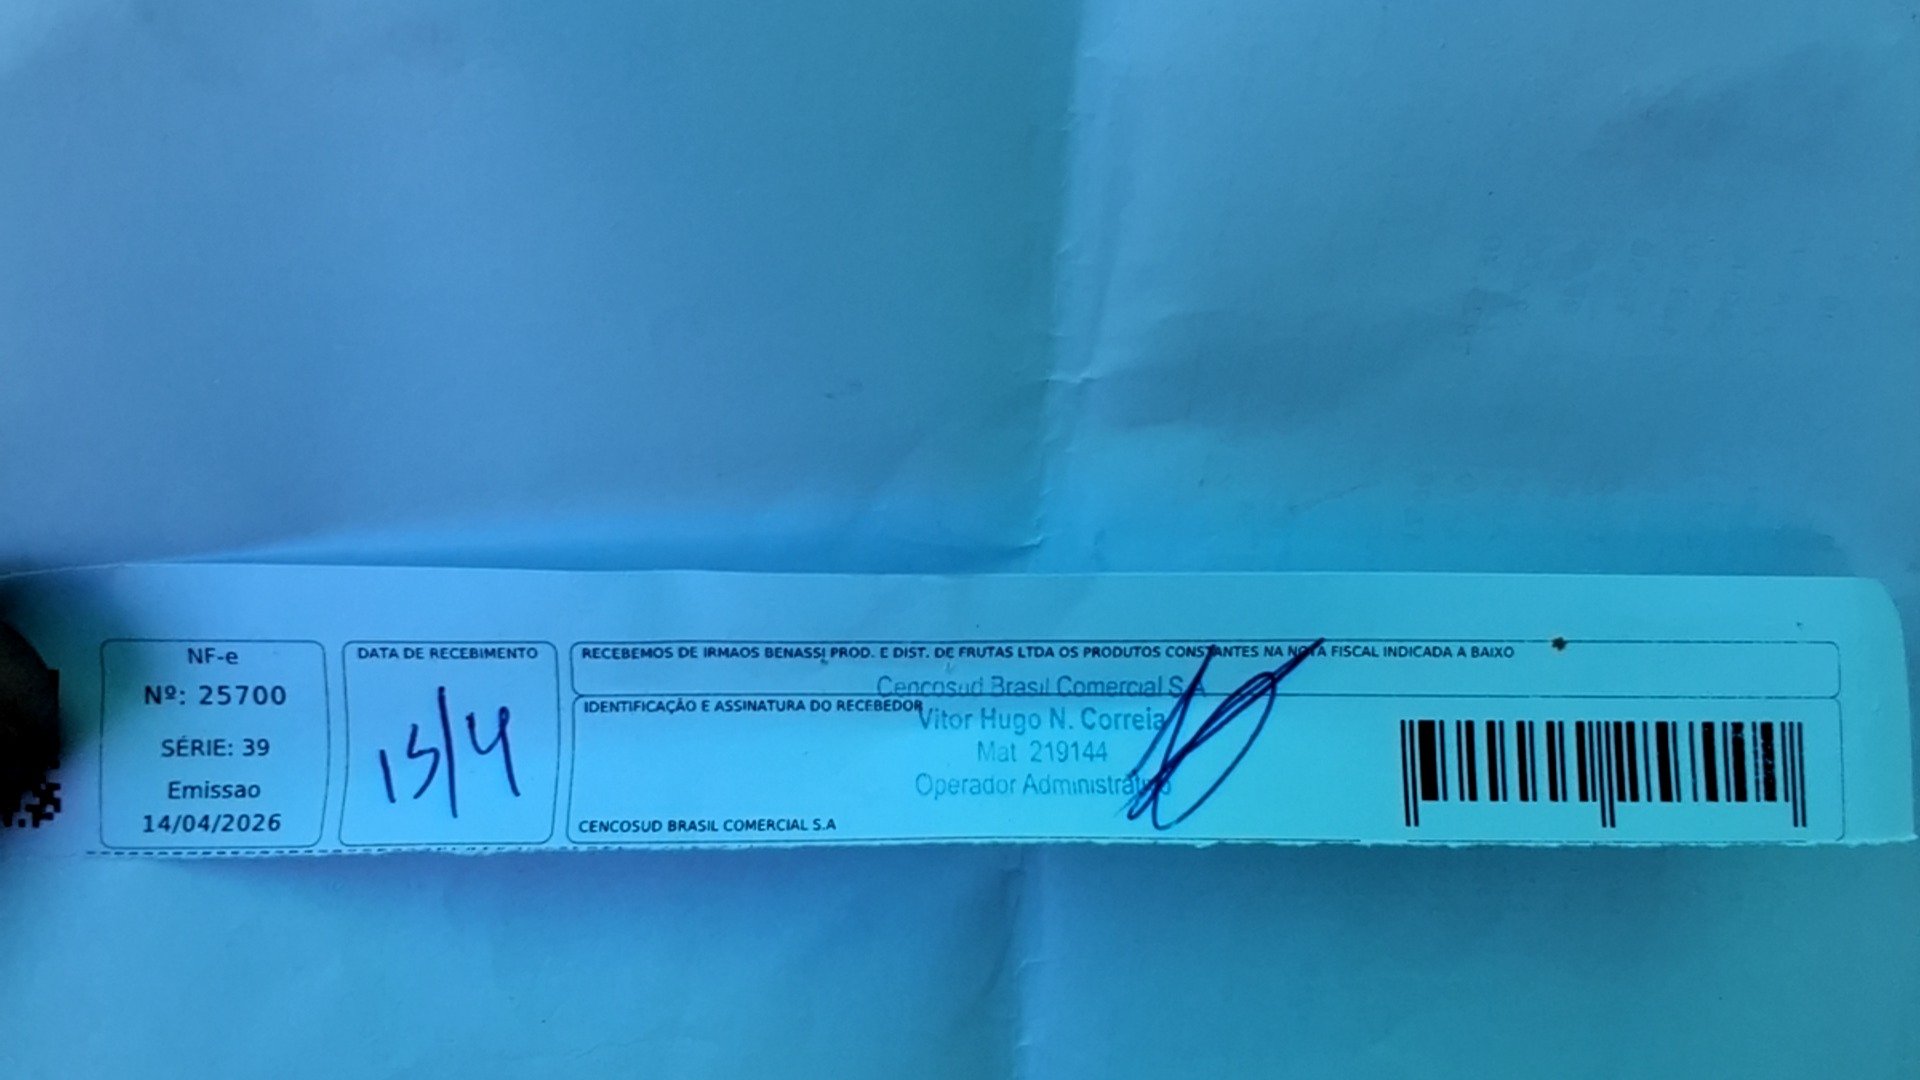 NF-e
Nº: 25700
SÉRIE: 39
Emissao
14/04/2026
DATA DE RECEBIMENTO
15/4
RECEBEMOS DE IRMAOS BENASSI PROD. E DIST. DE FRUTAS LTDA OS PRODUTOS CONSTANTES NA NOTA FISCAL INDICADA A BAIXO
IDENTIFICAÇÃO E ASSINATURA DO RECEBEDOR
Cencosud Brasil Comercial S.A
Vitor Hugo N. Correia
Mat 219144
Operador Administrativo
CENCOSUD BRASIL COMERCIAL S.A